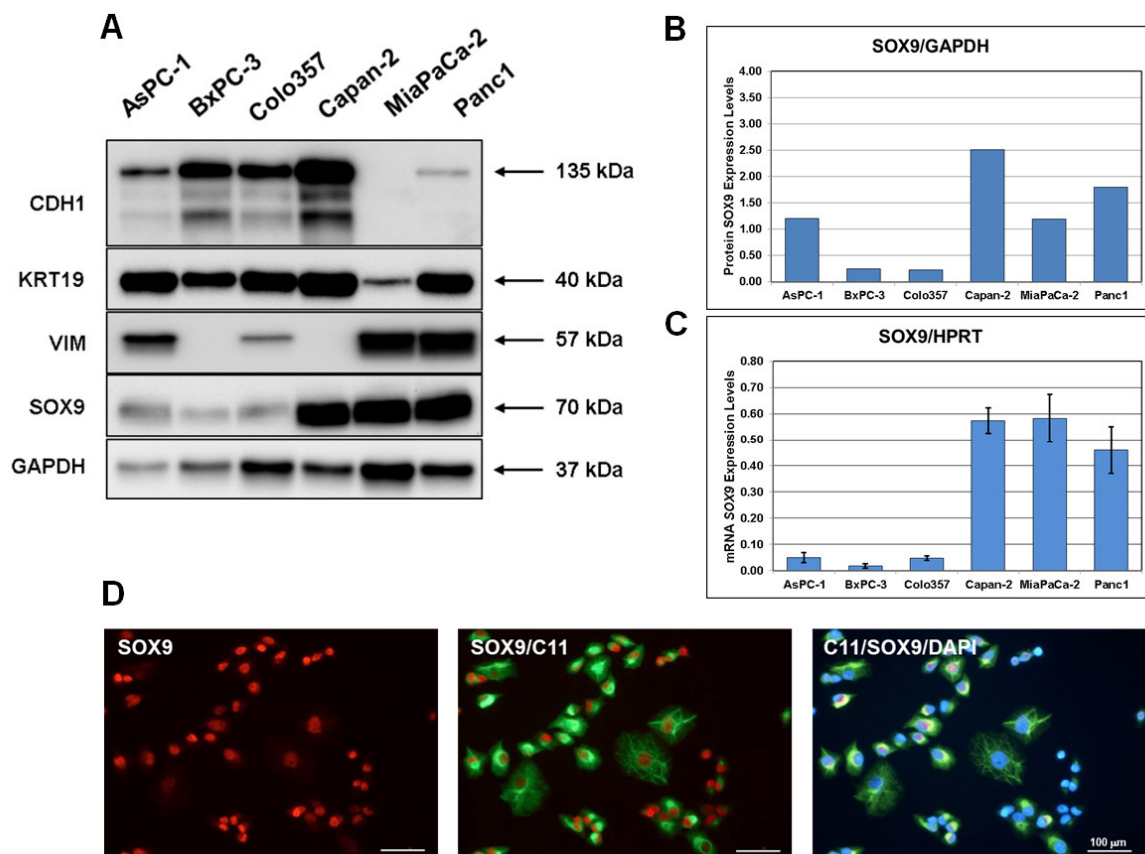 A
AsPC-1 BxPC-3 Colo357 Capan-2 MiaPaCa-2 Panc1
CDH1 135 kDa
KRT19 40 kDa
VIM 57 kDa
SOX9 70 kDa
GAPDH 37 kDa
B
SOX9/GAPDH
Protein SOX9 Expression Levels
4.00
3.50
3.00
2.50
2.00
1.50
1.00
0.50
0.00
AsPC-1 BxPC-3 Colo357 Capan-2 MiaPaCa-2 Panc1
C
SOX9/HPRT
mRNA SOX9 Expression Levels
0.80
0.70
0.60
0.50
0.40
0.30
0.20
0.10
0.00
AsPC-1 BxPC-3 Colo357 Capan-2 MiaPaCa-2 Panc1
D
SOX9
SOX9/C11
C11/SOX9/DAPI
100 μm